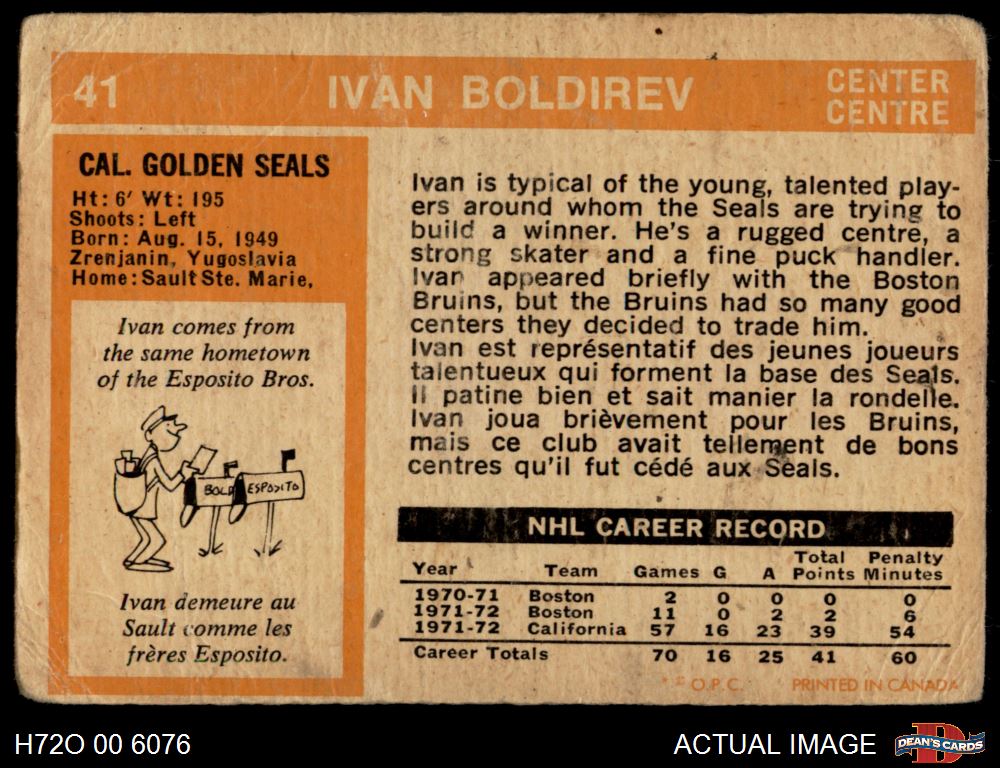 41
IVAN BOLDIREV
CENTER
CENTRE
CAL. GOLDEN SEALS
Ht: 6' Wt: 195
Shoots: Left
Born: Aug. 15, 1949
Zrenjanin, Yugoslavia
Home: Sault Ste. Marie,
Ivan comes from
the same hometown
of the Esposito Bros.
BOLD
ESPOSITO
Ivan demeure au
Sault comme les
frères Esposito.
Ivan is typical of the young, talented play-
ers around whom the Seals are trying to
build a winner. He's a rugged centre, a
strong skater and a fine puck handler.
Ivan appeared briefly with the Boston
Bruins, but the Bruins had so many good
centers they decided to trade him.
Ivan est représentatif des jeunes joueurs
talentueux qui forment la base des Seals.
Il patine bien et sait manier la rondelle.
Ivan joua brièvement pour les Bruins,
mais ce club avait tellement de bons
centres qu'il fut cédé aux Seals.
NHL CAREER RECORD
Year Team Games G A Total Points Penalty Minutes
1970-71 Boston 2 0 0 0 0
1971-72 Boston 11 0 2 2 6
1971-72 California 57 16 23 39 54
Career Totals 70 16 25 41 60
O.P.C. PRINTED IN CANADA
H72O 00 6076
ACTUAL IMAGE
D
DEAN'S CARDS